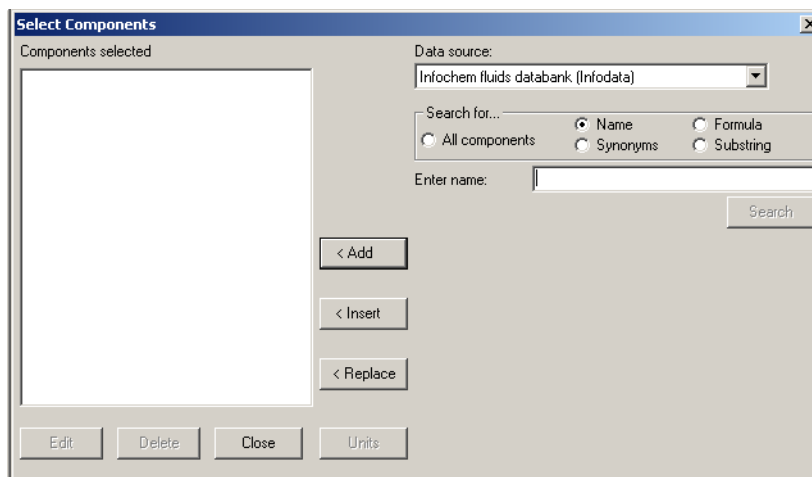 Select Components
Components selected
Data source:
Infochem fluids databank (Infodata)
Search for...
All components
Name
Formula
Synonyms
Substring
Enter name:
Search
< Add
< Insert
< Replace
Edit
Delete
Close
Units